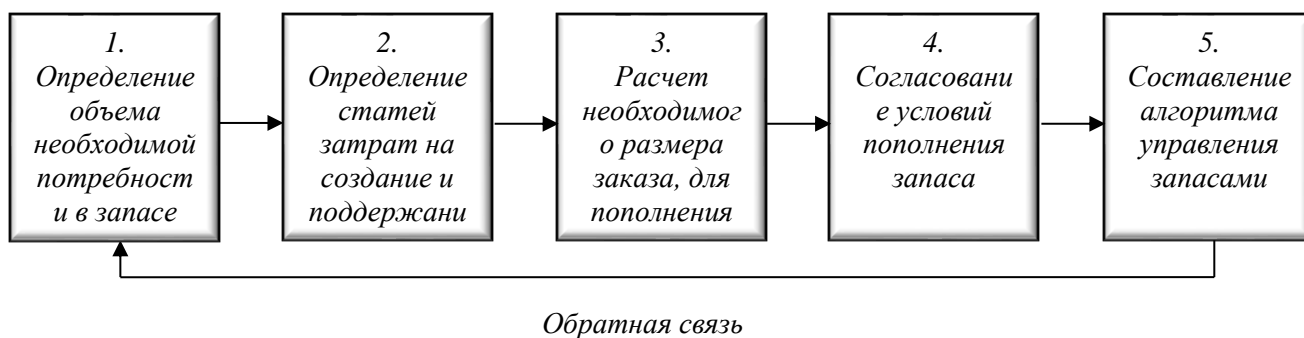 1.
Определение
объема
необходимой
потребност
и в запасе
2.
Определение
статей
затрат на
создание и
поддержани
3.
Расчет
необходимог
о размера
заказа, для
пополнения
4.
Согласовани
е условий
пополнения
запаса
5.
Составление
алгоритма
управления
запасами
Обратная связь